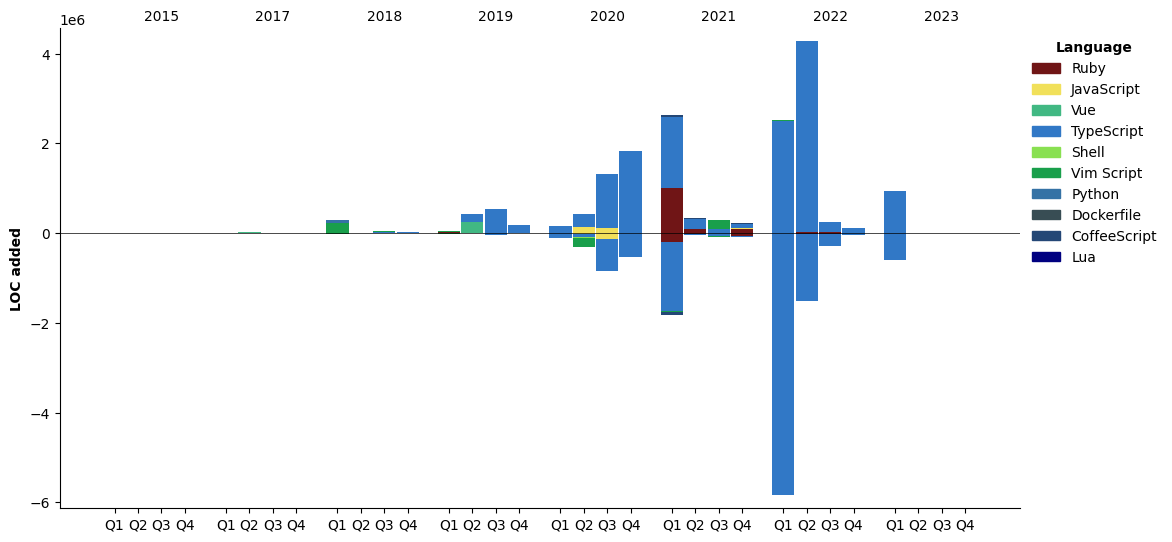 1e6
2015 2017 2018 2019 2020 2021 2022 2023
Language
Ruby
JavaScript
Vue
TypeScript
Shell
Vim Script
Python
Dockerfile
CoffeeScript
Lua
LOC added
4
2
0
−2
−4
−6
Q1 Q2 Q3 Q4 Q1 Q2 Q3 Q4 Q1 Q2 Q3 Q4 Q1 Q2 Q3 Q4 Q1 Q2 Q3 Q4 Q1 Q2 Q3 Q4 Q1 Q2 Q3 Q4 Q1 Q2 Q3 Q4